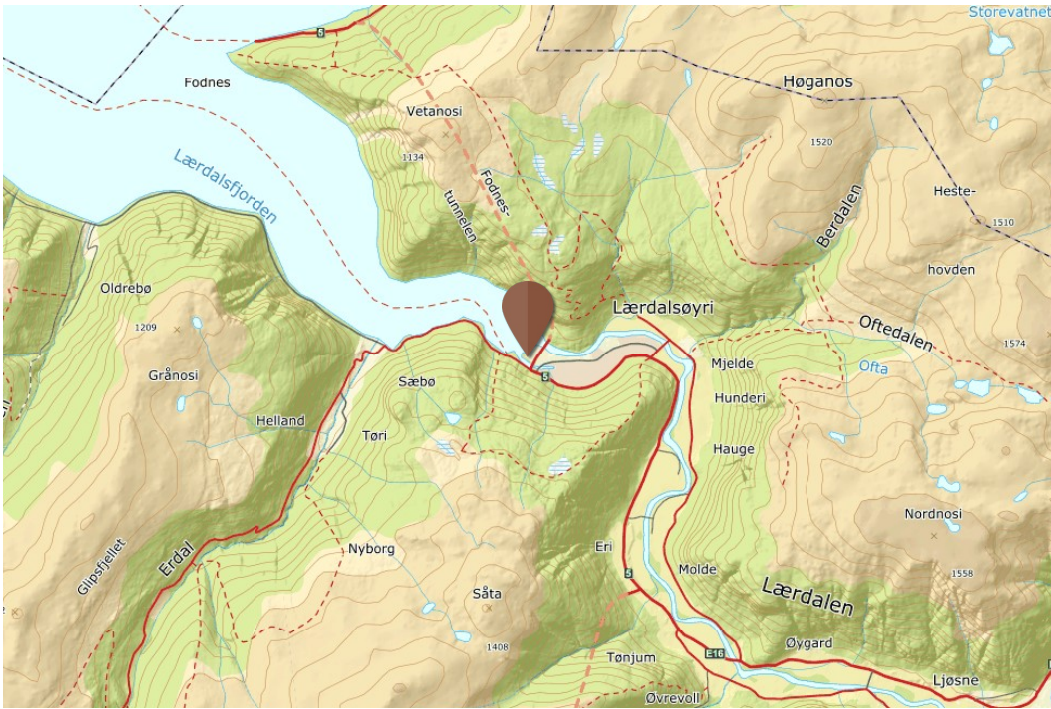 Storevatnet
5
Fodnes
Høganos
Vetanosi
1520
1134
Lærdalsfjorden
Fodnes-
tunnelen
Heste-
1510
Berdalen
hovden
Oldrebø
Lærdalsøyri
1209
Oftedalen
1574
Grånosi
Sæbø
5
Mjelde
Ofta
Helland
Hunderi
Tøri
Hauge
Nordnosi
Glipsfjellet
Erdal
Nyborg
Eri
5
Molde
1558
Såta
Lærdalen
1408
Øygard
Tønjum
E16
Ljøsne
Øvrevoll